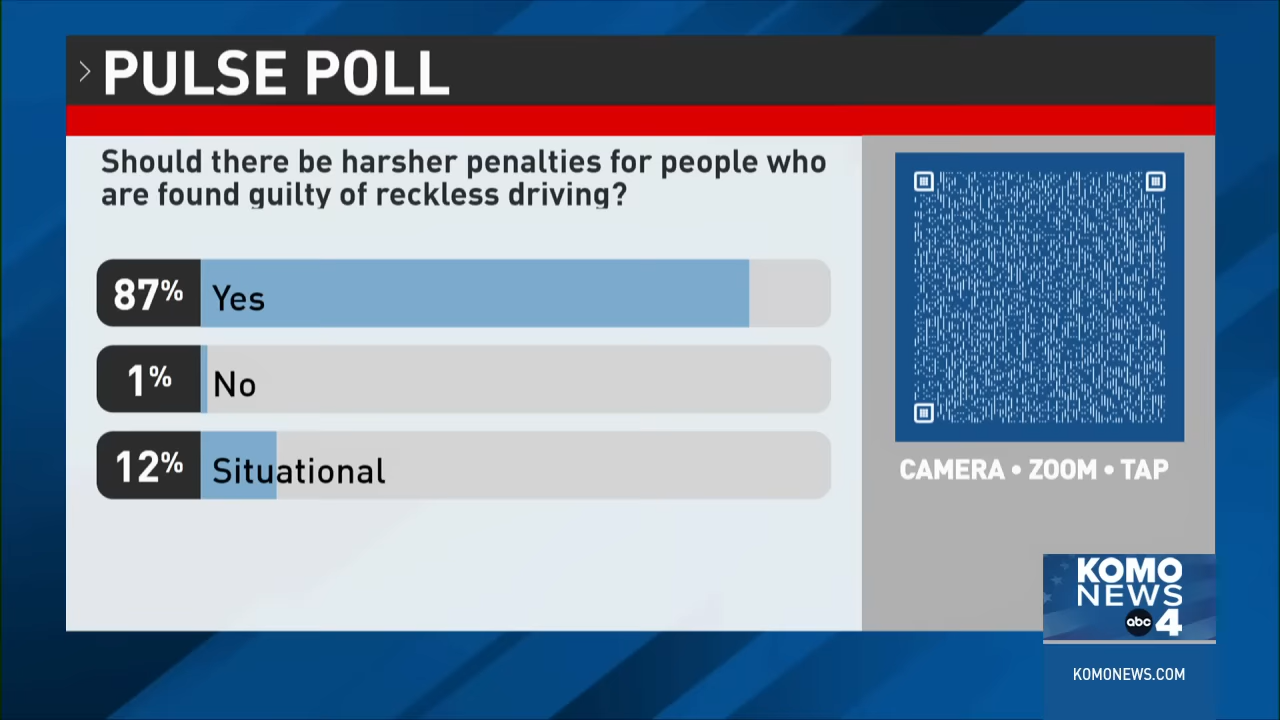 PULSE POLL
Should there be harsher penalties for people who
are found guilty of reckless driving?
87% Yes
1% No
12% Situational
CAMERA • ZOOM • TAP
KOMO
NEWS
abc 4
KOMONEWS.COM